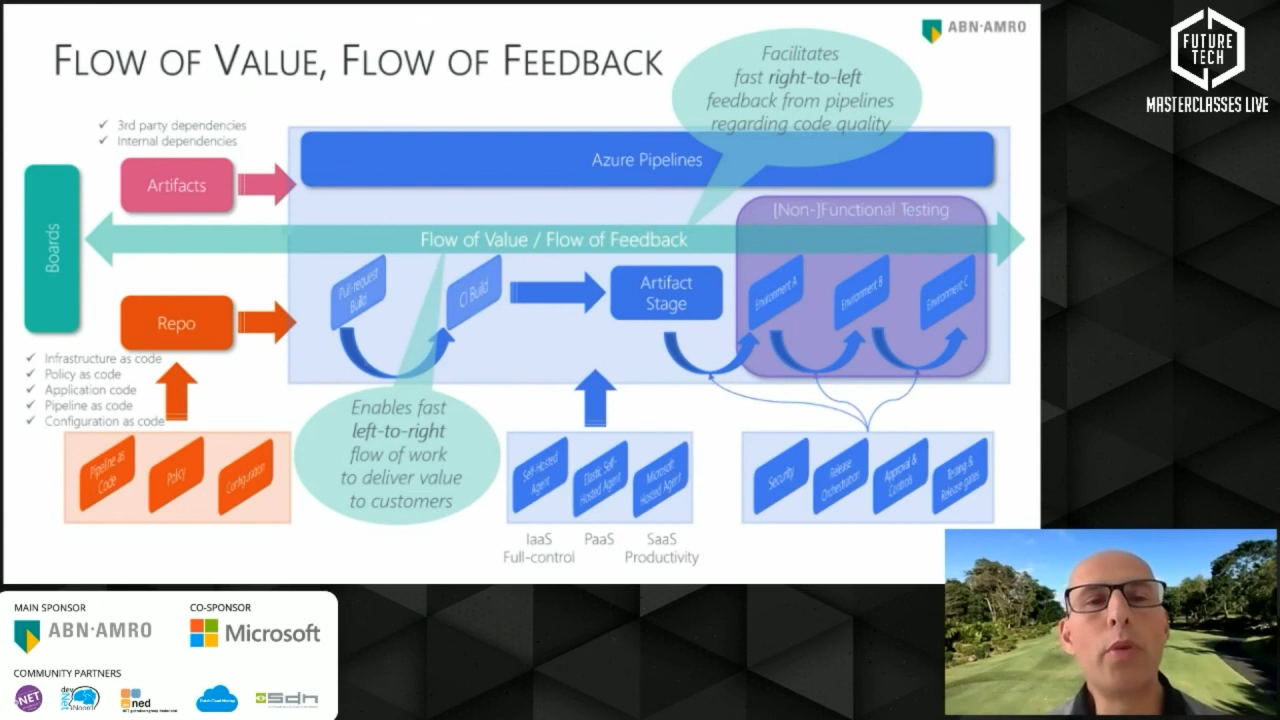 FLOW OF VALUE, FLOW OF FEEDBACK
ABN·AMRO
FUTURE
TECH
MASTERCLASSES LIVE
Facilitates
fast right-to-left
feedback from pipelines
regarding code quality
✓ 3rd party dependencies
✓ Internal dependencies
Artifacts
Azure Pipelines
[Non-]Functional Testing
Boards
Flow of Value / Flow of Feedback
Pull-request
Build
CI Build
Artifact
Stage
Environment A
Environment B
Environment C
Repo
✓ Infrastructure as code
✓ Policy as code
✓ Application code
✓ Pipeline as code
✓ Configuration as code
Enables fast
left-to-right
flow of work
to deliver value
to customers
Pipeline as
Code
Policy
Configuration
Self-Hosted
Agent
Elastic Self-
Hosted Agent
Microsoft
Hosted Agent
Security
Release
Orchestration
Approval &
Controls
Testing &
Release gates
IaaS
Full-control
PaaS
SaaS
Productivity
MAIN SPONSOR
ABN·AMRO
CO-SPONSOR
Microsoft
COMMUNITY PARTNERS
.NET
dev
Noord
ned
sdn